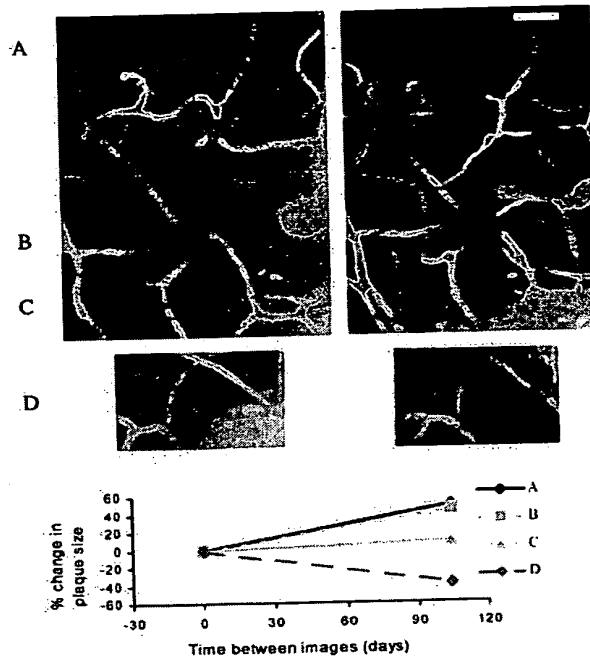 A
B
C
D
60
40
20
0
-20
-40
-60
% change in
plaque size
-30
0
30
60
90
120
Time between images (days)
A
B
C
D